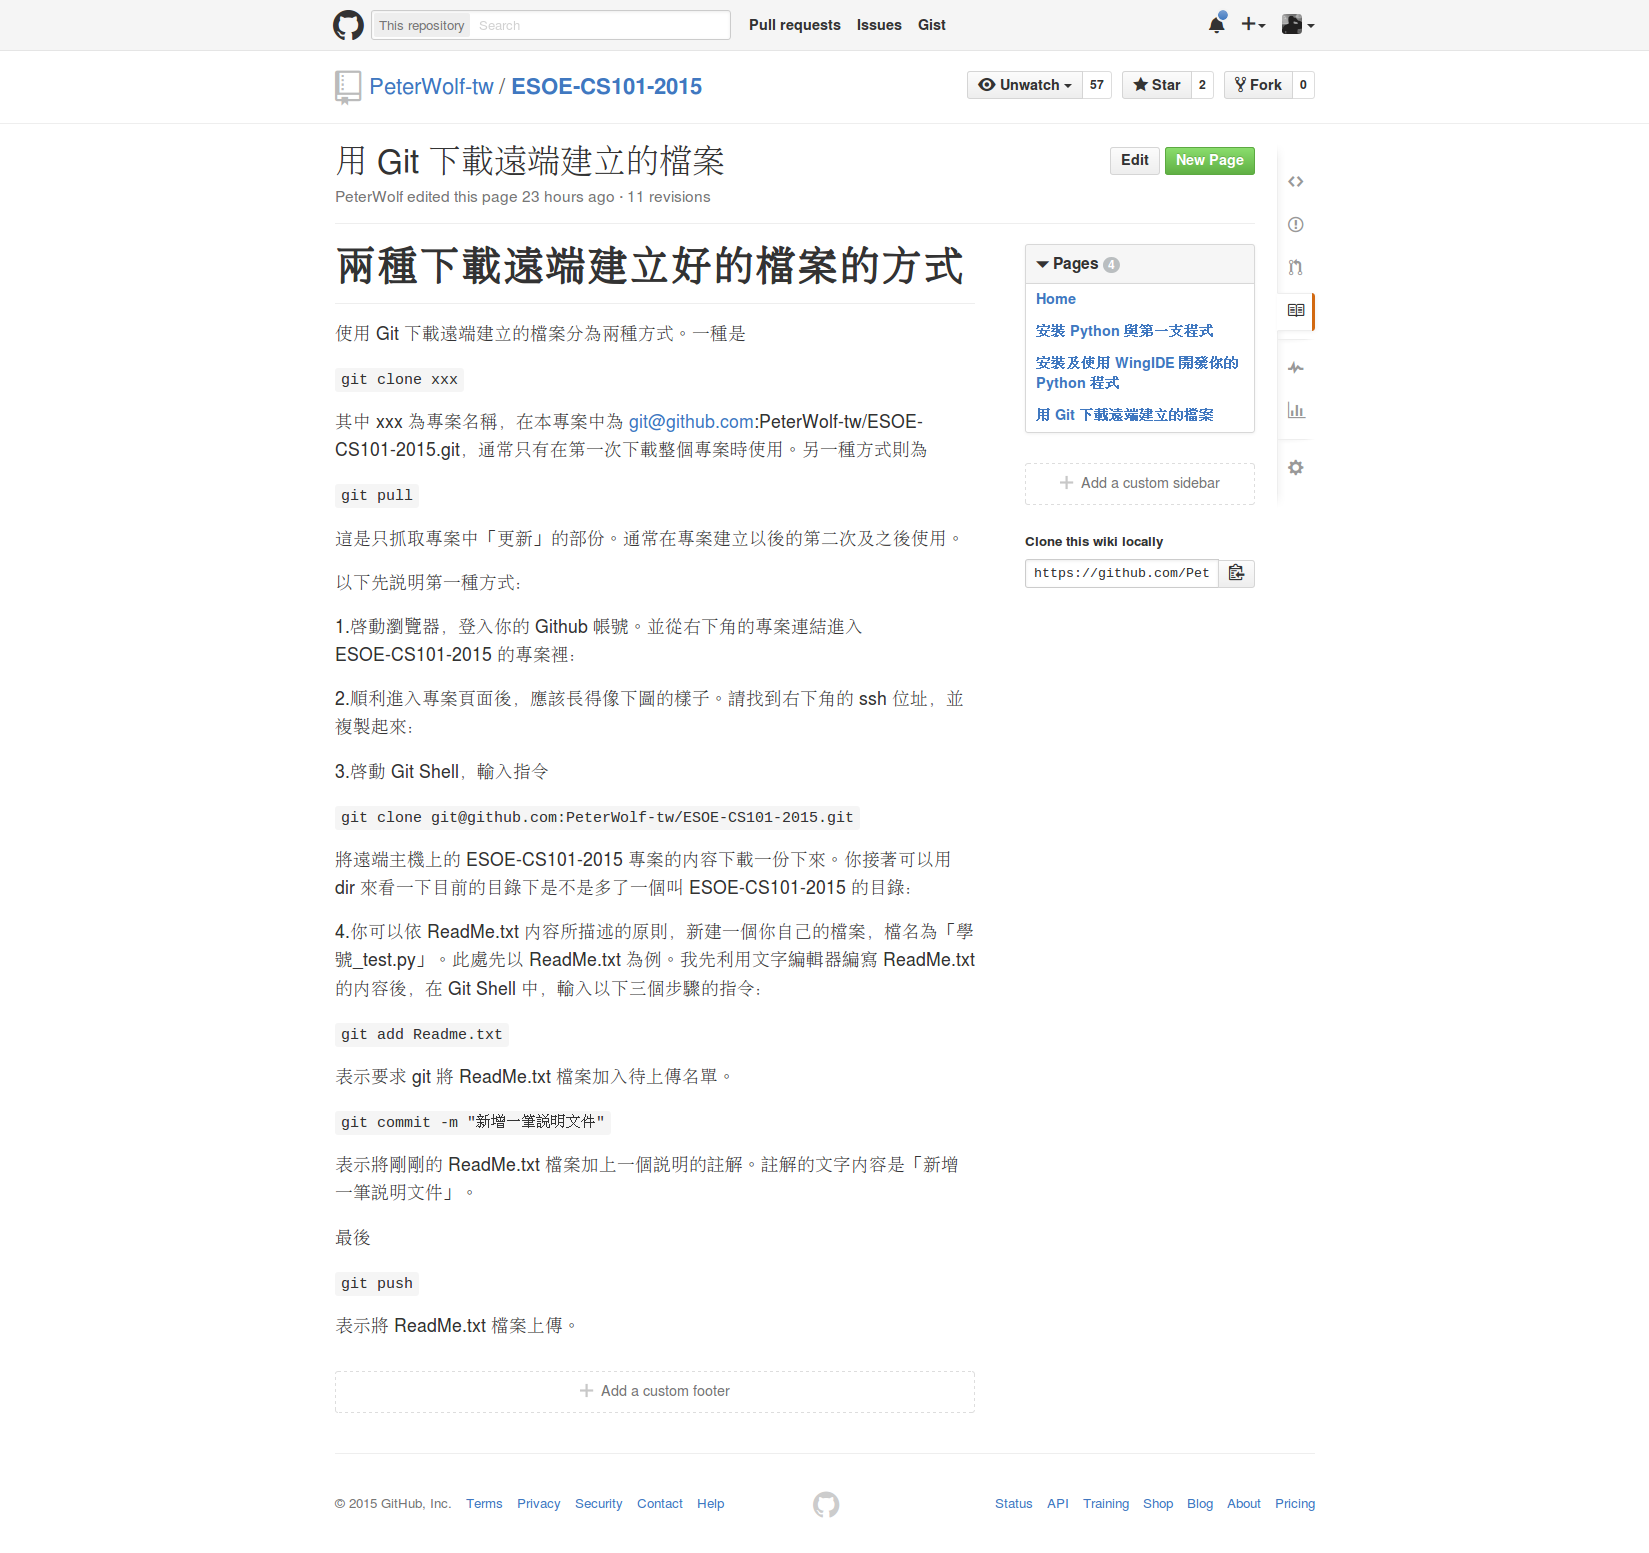 This repository Search Pull requests Issues Gist
PeterWolf-tw / ESOE-CS101-2015 Unwatch 57 Star 2 Fork 0
用 Git 下載遠端建立的檔案
Edit New Page
PeterWolf edited this page 23 hours ago · 11 revisions
兩種下載遠端建立好的檔案的方式
使用 Git 下載遠端建立的檔案分為兩種方式。一種是
git clone xxx
其中 xxx 為專案名稱，在本專案中為 git@github.com:PeterWolf-tw/ESOE-
CS101-2015.git，通常只有在第一次下載整個專案時使用。另一種方式則為
git pull
這是只抓取專案中「更新」的部份。通常在專案建立以後的第二次及之後使用。
以下先説明第一種方式：
1.啓動瀏覽器，登入你的 Github 帳號。並從右下角的專案連結進入
ESOE-CS101-2015 的專案裡：
2.順利進入專案頁面後，應該長得像下圖的樣子。請找到右下角的 ssh 位址，並
複製起來：
3.啓動 Git Shell，輸入指令
git clone git@github.com:PeterWolf-tw/ESOE-CS101-2015.git
將遠端主機上的 ESOE-CS101-2015 專案的內容下載一份下來。你接著可以用
dir 來看一下目前的目錄下是不是多了一個叫 ESOE-CS101-2015 的目錄：
4.你可以依 ReadMe.txt 內容所描述的原則，新建一個你自己的檔案，檔名為「學
號_test.py」。此處先以 ReadMe.txt 為例。我先利用文字編輯器編寫 ReadMe.txt
的內容後，在 Git Shell 中，輸入以下三個步驟的指令：
git add Readme.txt
表示要求 git 將 ReadMe.txt 檔案加入待上傳名單。
git commit -m "新增一筆説明文件"
表示將剛剛的 ReadMe.txt 檔案加上一個説明的註解。註解的文字內容是「新增
一筆説明文件」。
最後
git push
表示將 ReadMe.txt 檔案上傳。
Add a custom footer
Pages 4
Home
安裝 Python 與第一支程式
安裝及使用 WingIDE 開發你的
Python 程式
用 Git 下載遠端建立的檔案
Add a custom sidebar
Clone this wiki locally
https://github.com/Pet
© 2015 GitHub, Inc. Terms Privacy Security Contact Help Status API Training Shop Blog About Pricing